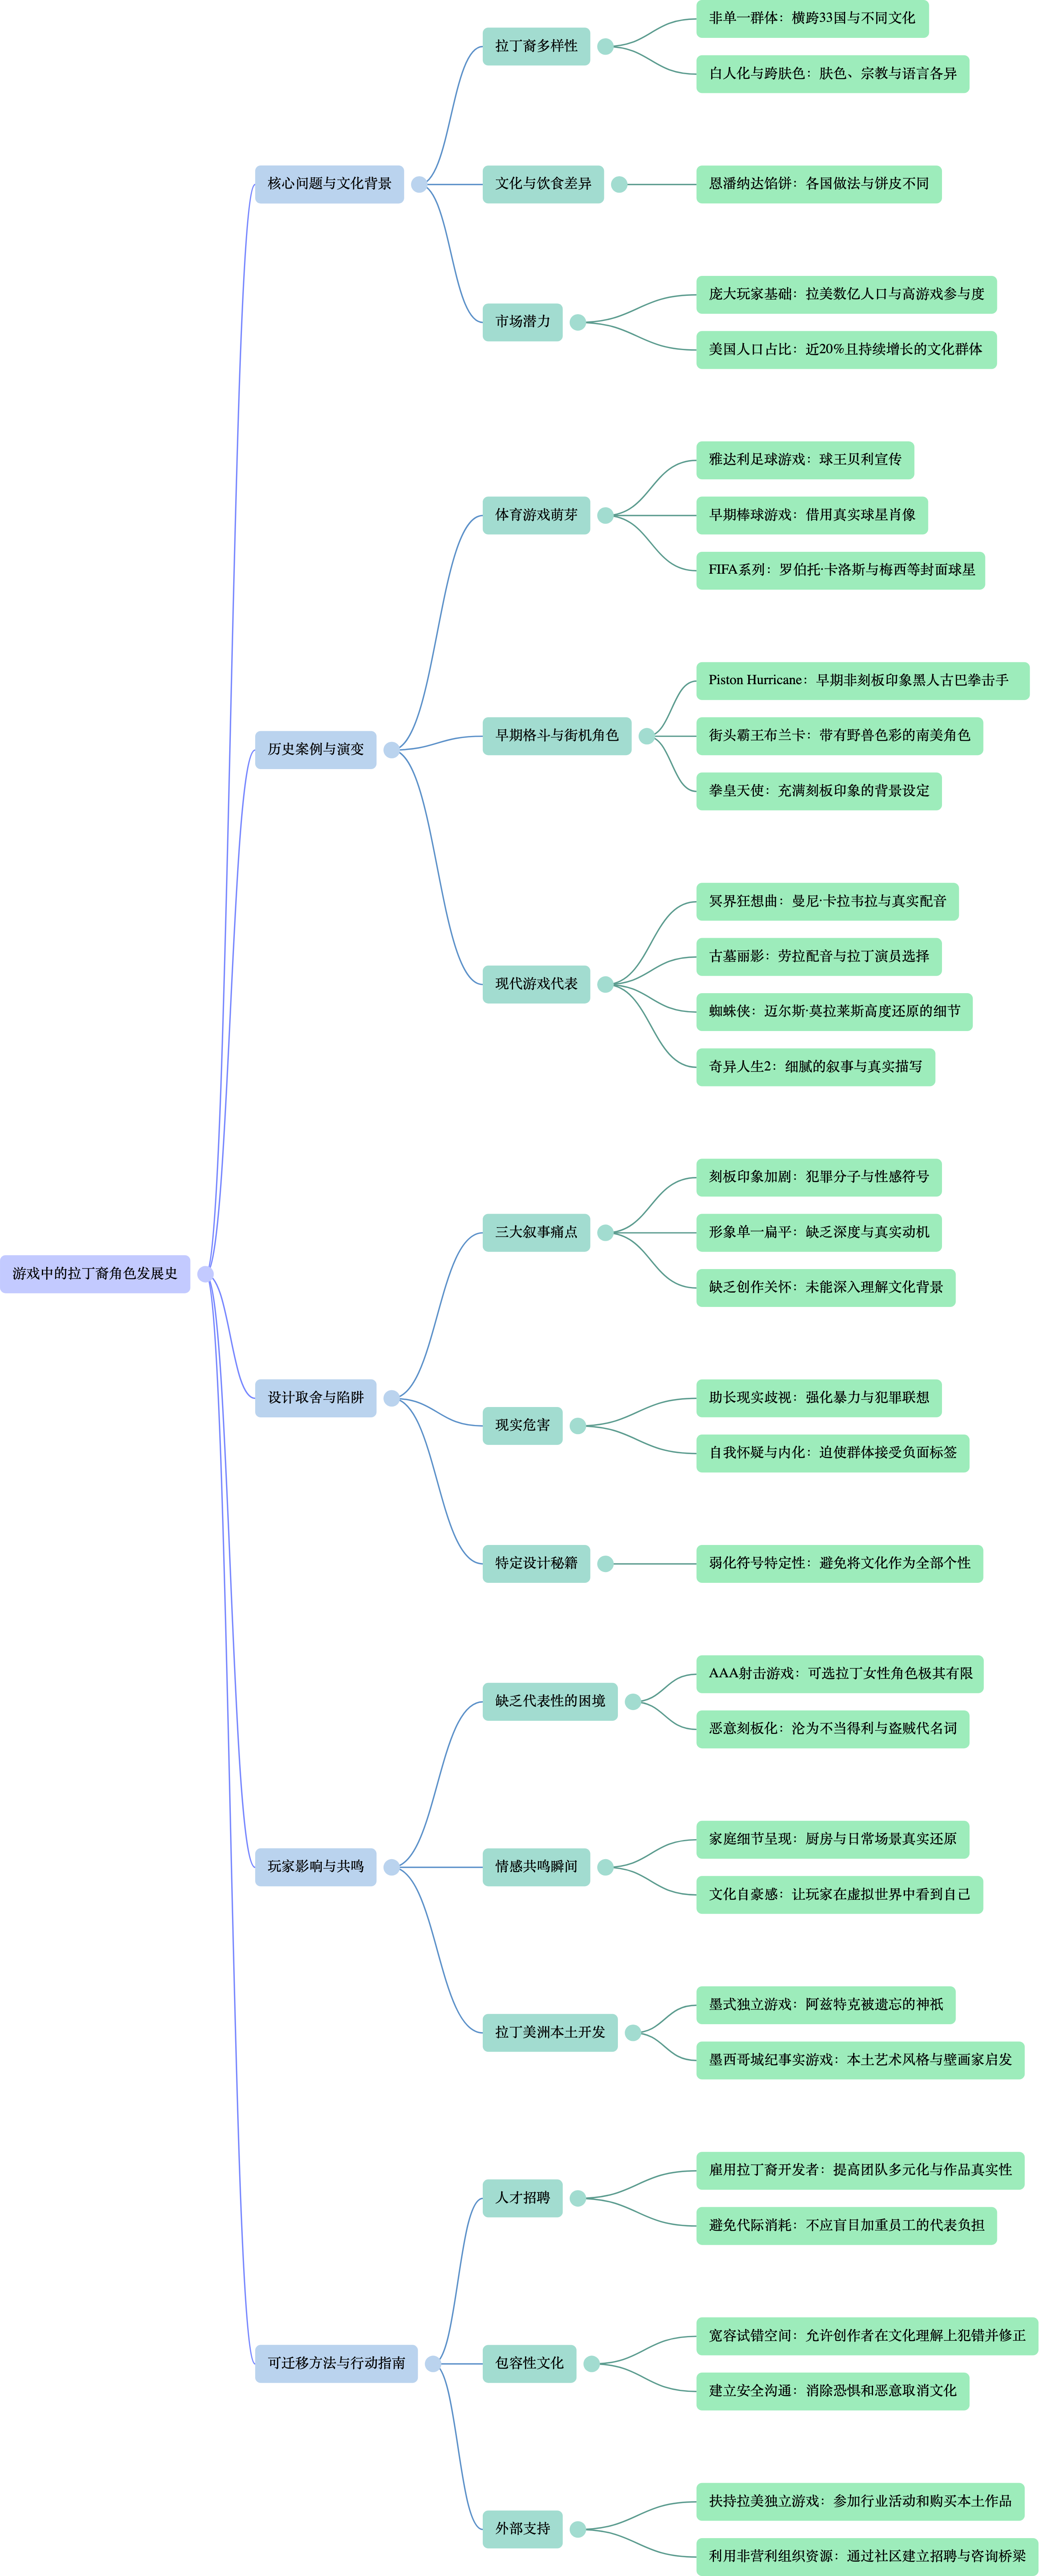 游戏中的拉丁裔角色发展史
核心问题与文化背景
拉丁裔多样性
非单一群体：横跨33国与不同文化
白人化与跨肤色：肤色、宗教与语言各异
文化与饮食差异
恩潘纳达馅饼：各国做法与饼皮不同
市场潜力
庞大玩家基础：拉美数亿人口与高游戏参与度
美国人口占比：近20%且持续增长的文化群体
历史案例与演变
体育游戏萌芽
雅达利足球游戏：球王贝利宣传
早期棒球游戏：借用真实球星肖像
FIFA系列：罗伯托·卡洛斯与梅西等封面球星
早期格斗与街机角色
Piston Hurricane：早期非刻板印象黑人古巴拳击手
街头霸王布兰卡：带有野兽色彩的南美角色
拳皇天使：充满刻板印象的背景设定
现代游戏代表
冥界狂想曲：曼尼·卡拉韦拉与真实配音
古墓丽影：劳拉配音与拉丁演员选择
蜘蛛侠：迈尔斯·莫拉莱斯高度还原的细节
奇异人生2：细腻的叙事与真实描写
设计取舍与陷阱
三大叙事痛点
刻板印象加剧：犯罪分子与性感符号
形象单一扁平：缺乏深度与真实动机
缺乏创作关怀：未能深入理解文化背景
现实危害
助长现实歧视：强化暴力与犯罪联想
自我怀疑与内化：迫使群体接受负面标签
特定设计秘籍
弱化符号特定性：避免将文化作为全部个性
玩家影响与共鸣
缺乏代表性的困境
AAA射击游戏：可选拉丁女性角色极其有限
恶意刻板化：沦为不当得利与盗贼代名词
情感共鸣瞬间
家庭细节呈现：厨房与日常场景真实还原
文化自豪感：让玩家在虚拟世界中看到自己
拉丁美洲本土开发
墨式独立游戏：阿兹特克被遗忘的神祇
墨西哥城纪事实游戏：本土艺术风格与壁画家启发
可迁移方法与行动指南
人才招聘
雇用拉丁裔开发者：提高团队多元化与作品真实性
避免代际消耗：不应盲目加重员工的代表负担
包容性文化
宽容试错空间：允许创作者在文化理解上犯错并修正
建立安全沟通：消除恐惧和恶意取消文化
外部支持
扶持拉美独立游戏：参加行业活动和购买本土作品
利用非营利组织资源：通过社区建立招聘与咨询桥梁